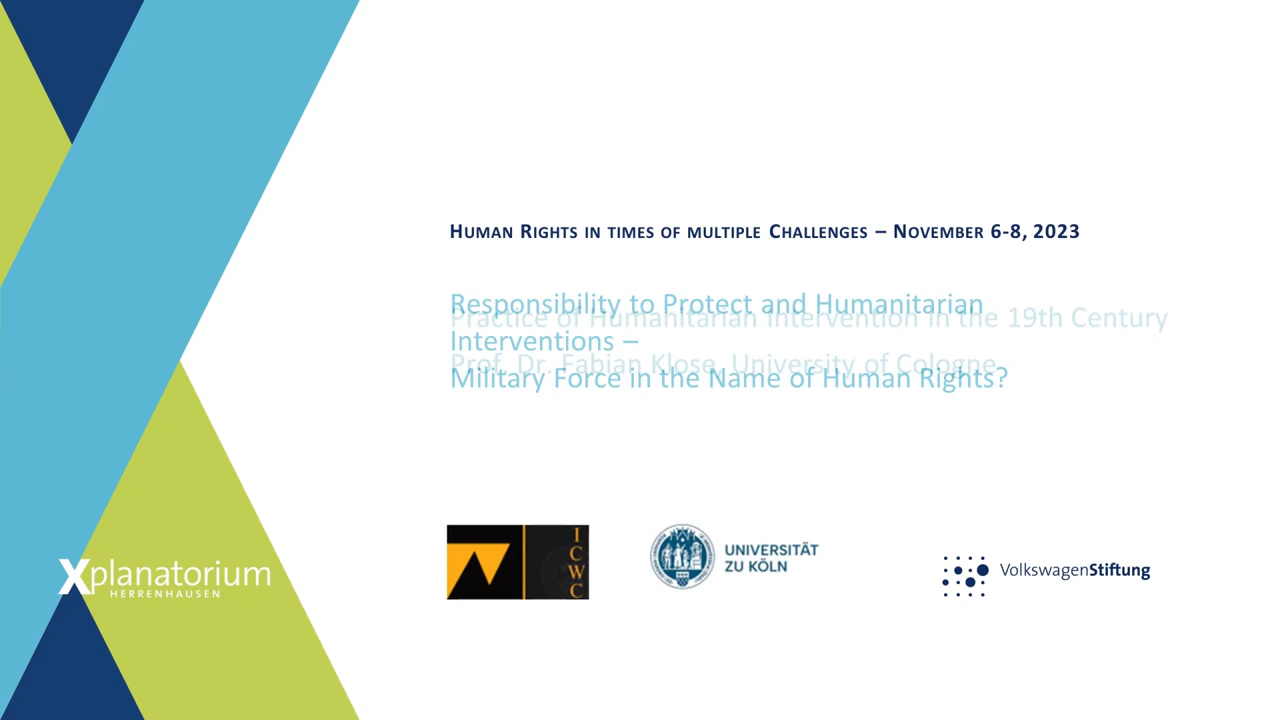 Human Rights in times of multiple Challenges – November 6-8, 2023
Responsibility to Protect and Humanitarian
Practice of Humanitarian Intervention in the 19th Century
Interventions –
Prof. Dr. Fabian Klose, University of Cologne
Military Force in the Name of Human Rights?
ICWC
UNIVERSITÄT
ZU KÖLN
VolkswagenStiftung
Xplanatorium
HERRENHAUSEN